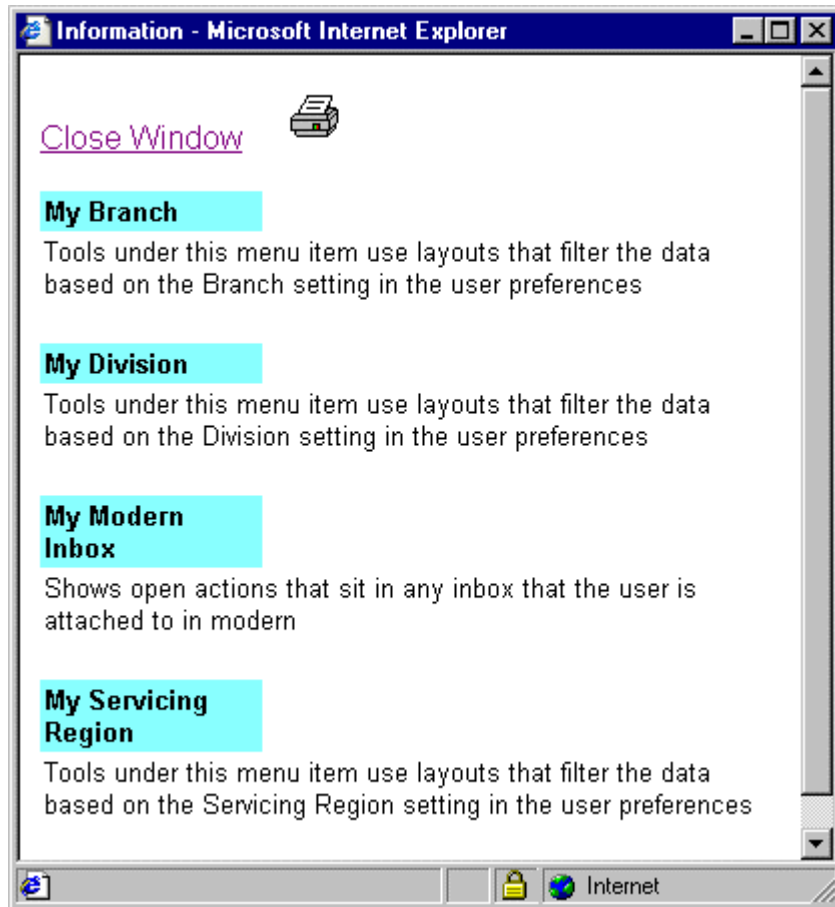 Information - Microsoft Internet Explorer
Close Window
My Branch
Tools under this menu item use layouts that filter the data
based on the Branch setting in the user preferences
My Division
Tools under this menu item use layouts that filter the data
based on the Division setting in the user preferences
My Modern
Inbox
Shows open actions that sit in any inbox that the user is
attached to in modern
My Servicing
Region
Tools under this menu item use layouts that filter the data
based on the Servicing Region setting in the user preferences
Internet